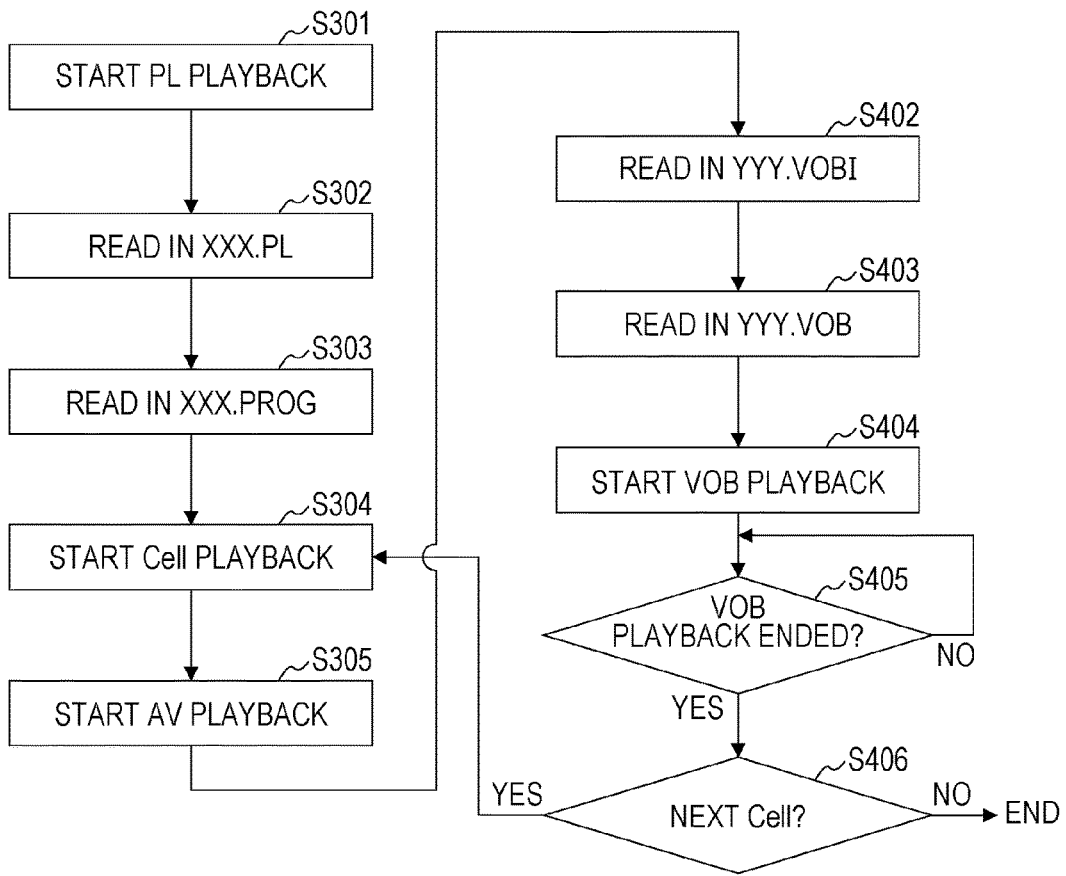 S301
START PL PLAYBACK
S302
READ IN XXX.PL
S303
READ IN XXX.PROG
S304
START Cell PLAYBACK
S305
START AV PLAYBACK
S402
READ IN YYY.VOBI
S403
READ IN YYY.VOB
S404
START VOB PLAYBACK
S405
VOB
PLAYBACK ENDED?
NO
YES
S406
NEXT Cell?
YES
NO
END